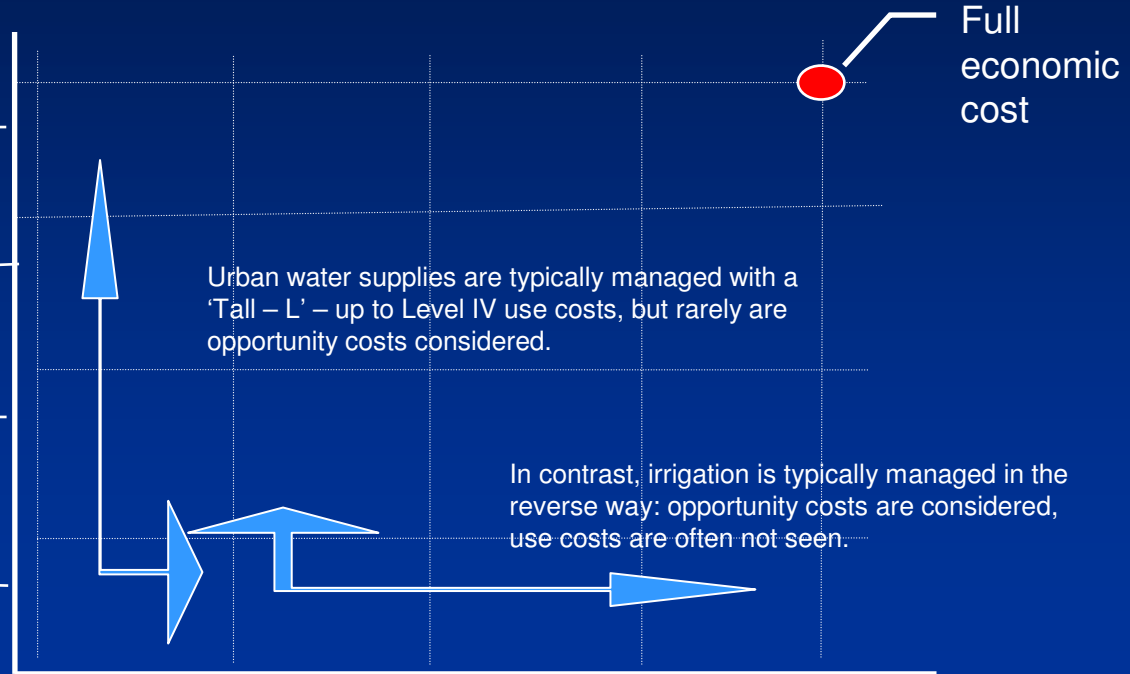 Full
economic
cost
Urban water supplies are typically managed with a
‘Tall – L’ – up to Level IV use costs, but rarely are
opportunity costs considered.
In contrast, irrigation is typically managed in the
reverse way: opportunity costs are considered,
use costs are often not seen.